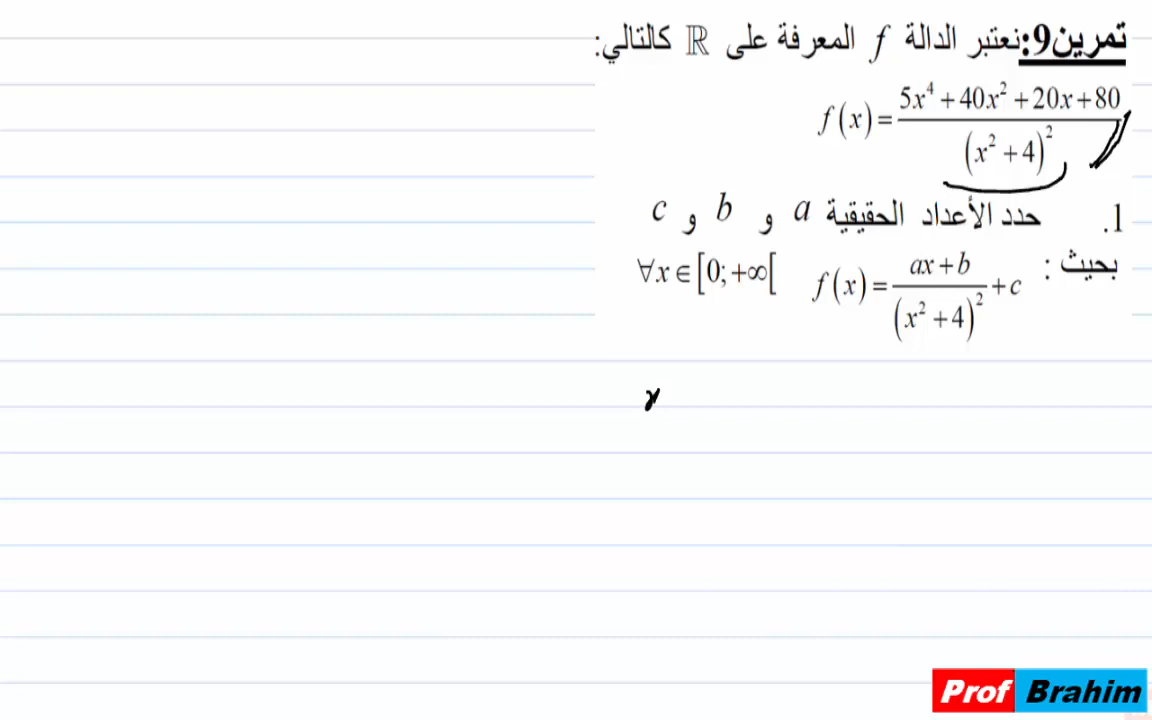 تمرين9: نعتبر الدالة f المعرفة على ℝ كالتالي:
f(x) = (5x⁴ + 40x² + 20x + 80) / (x² + 4)²
1. حدد الأعداد الحقيقية a و b و c
بحيث : f(x) = (ax + b) / (x² + 4)² + c ∀x ∈ [0; +∞[
Prof Brahim